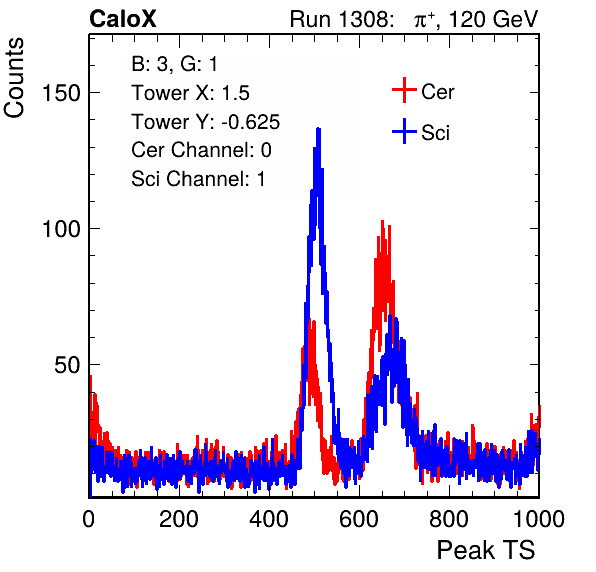 CaloX Run 1308: π⁺, 120 GeV
B: 3, G: 1
Tower X: 1.5
Tower Y: -0.625
Cer Channel: 0
Sci Channel: 1
Cer
Sci
Counts
150
100
50
0 200 400 600 800 1000
Peak TS